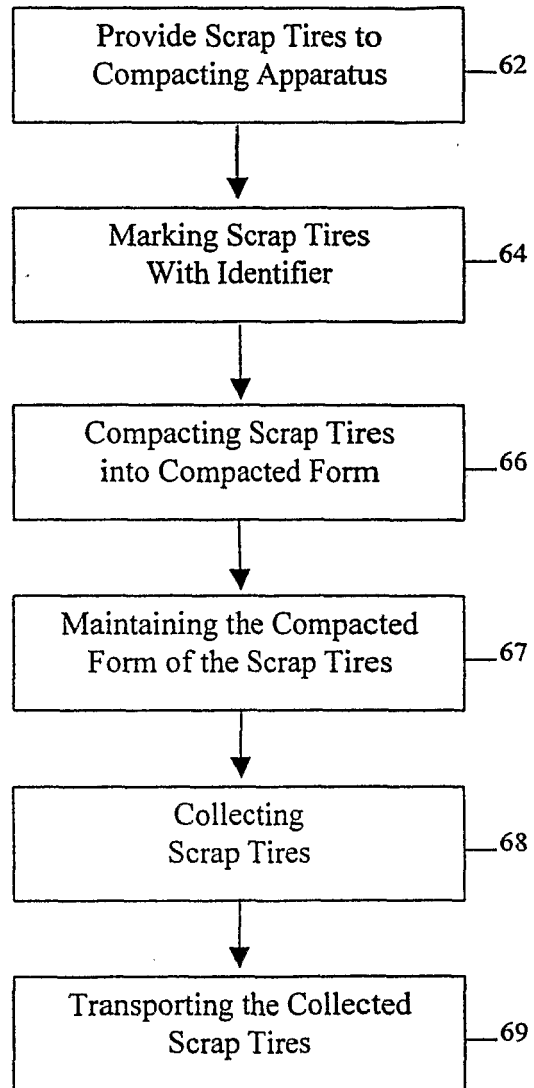 Provide Scrap Tires to
Compacting Apparatus
62
Marking Scrap Tires
With Identifier
64
Compacting Scrap Tires
into Compacted Form
66
Maintaining the Compacted
Form of the Scrap Tires
67
Collecting
Scrap Tires
68
Transporting the Collected
Scrap Tires
69